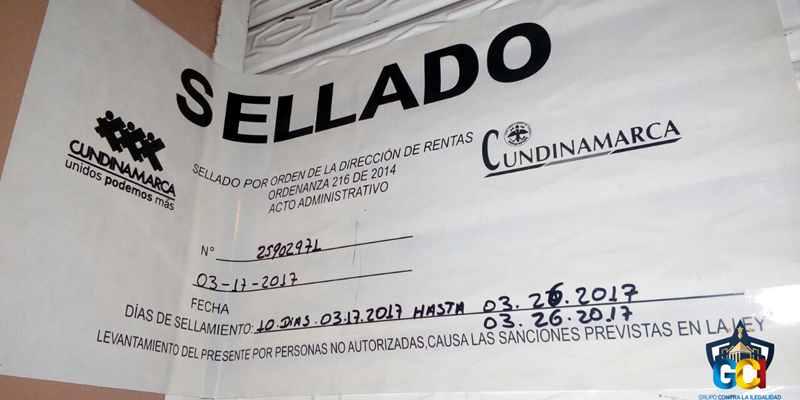 SELLADO
CUNDINAMARCA
unidos podemos más
SELLADO POR ORDEN DE LA DIRECCIÓN DE RENTAS
ORDENANZA 216 DE 2014
ACTO ADMINISTRATIVO
CUNDINAMARCA
Nº 25902971
03-17-2017
FECHA
DÍAS DE SELLAMIENTO: 10. DIAS. 03.17.2017 HASTA 03.26.2017
03.26.2017
LEVANTAMIENTO DEL PRESENTE POR PERSONAS NO AUTORIZADAS, CAUSA LAS SANCIONES PREVISTAS EN LA LEY
GCI
GRUPO CONTRA LA ILEGALIDAD